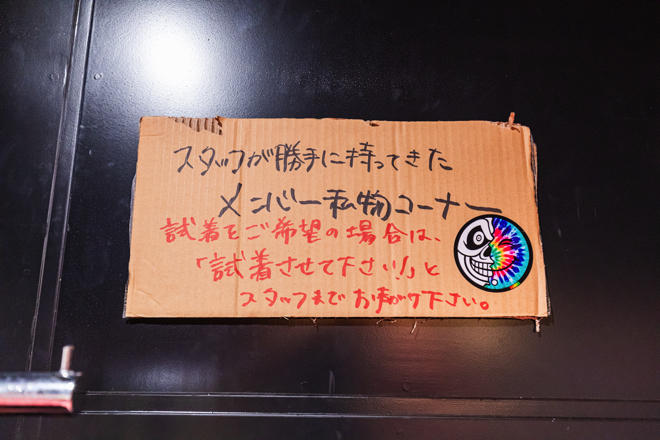 スタッフが勝手に持ってきた
メンバー私物コーナー
試着をご希望の場合は、
「試着させて下さい!」と
スタッフまでお声がけ下さい。